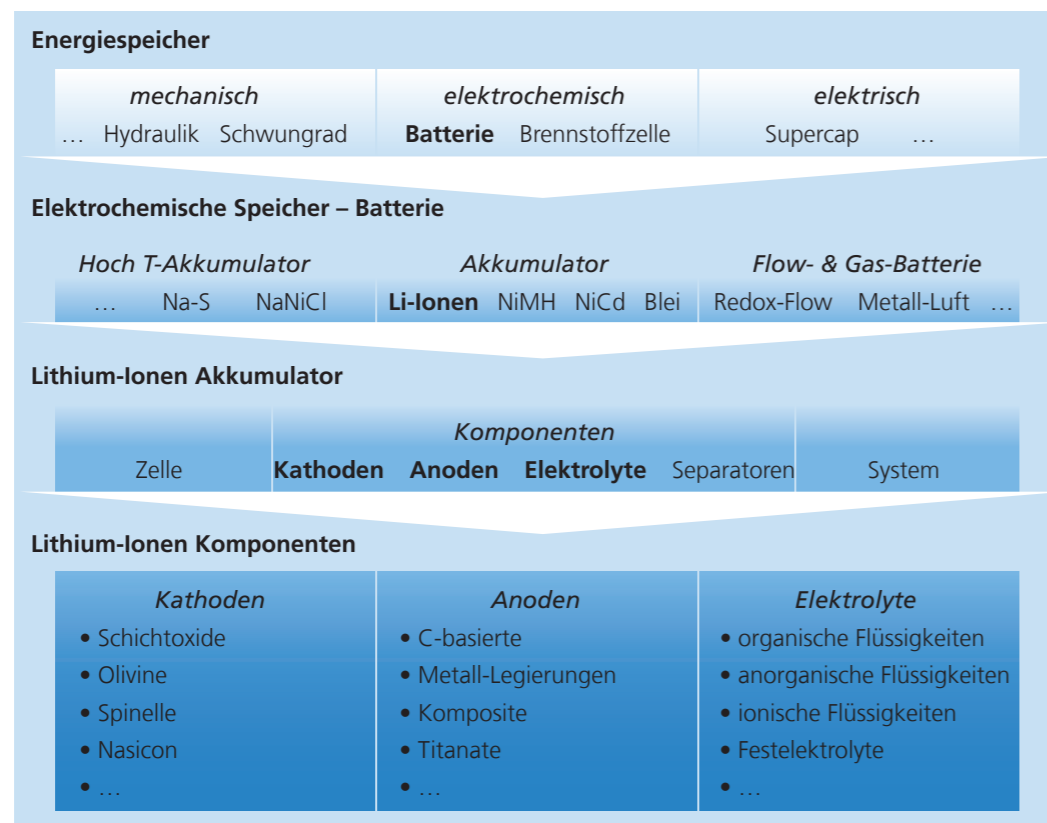 Energiespeicher
mechanisch elektrochemisch elektrisch
… Hydraulik Schwungrad Batterie Brennstoffzelle Supercap …
Elektrochemische Speicher – Batterie
Hoch T-Akkumulator Akkumulator Flow- & Gas-Batterie
… Na-S NaNiCl Li-Ionen NiMH NiCd Blei Redox-Flow Metall-Luft …
Lithium-Ionen Akkumulator
Komponenten
Zelle Kathoden Anoden Elektrolyte Separatoren System
Lithium-Ionen Komponenten
Kathoden
• Schichtoxide
• Olivine
• Spinelle
• Nasicon
• …
Anoden
• C-basierte
• Metall-Legierungen
• Komposite
• Titanate
• …
Elektrolyte
• organische Flüssigkeiten
• anorganische Flüssigkeiten
• ionische Flüssigkeiten
• Festelektrolyte
• …